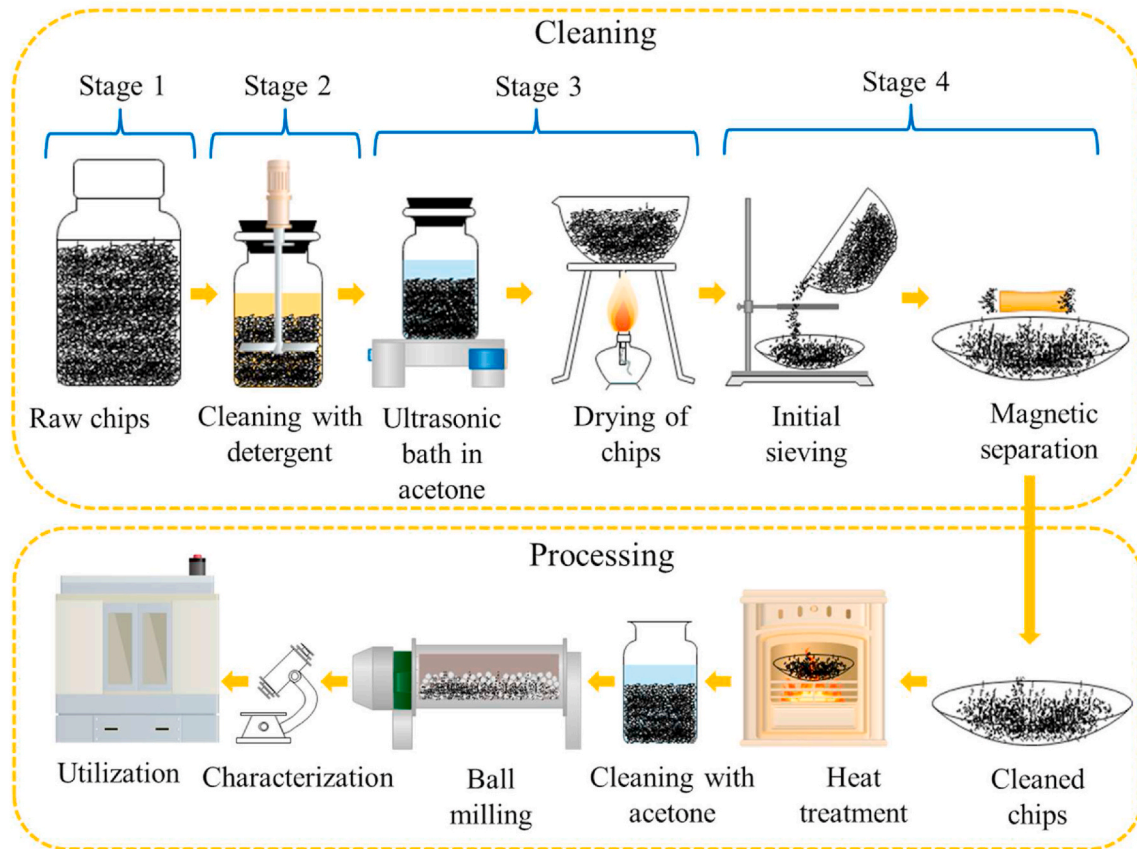 Cleaning
Stage 1
Stage 2
Stage 3
Stage 4
Raw chips
Cleaning with
detergent
Ultrasonic
bath in
acetone
Drying of
chips
Initial
sieving
Magnetic
separation
Processing
Utilization
Characterization
Ball
milling
Cleaning with
acetone
Heat
treatment
Cleaned
chips